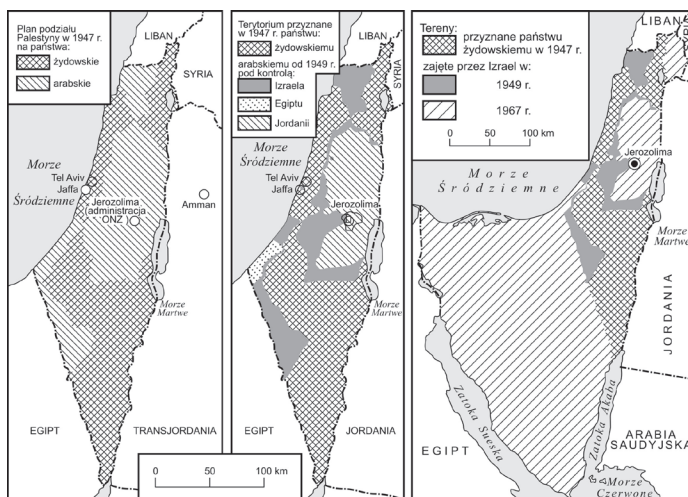 Plan podziału
Palestyny w 1947 r.
na państwa:
żydowskie
arabskie
LIBAN
SYRIA
Morze
Śródziemne
Tel Aviv
Jaffa
Jerozolima
(administracja
ONZ)
Amman
Morze
Martwe
EGIPT
TRANSJORDANIA
0 50 100 km
Terytorium przyznane
w 1947 r. państwu:
żydowskiemu
arabskiemu od 1949 r.
pod kontrolą:
Izraela
Egiptu
Jordanii
LIBAN
SYRIA
Morze
Śródziemne
Tel Aviv
Jaffa
Jerozolima
Morze
Martwe
EGIPT
JORDANIA
Tereny:
przyznane państwu
żydowskiemu w 1947 r.
zajęte przez Izrael w:
1949 r.
1967 r.
0 50 100 km
LIBAN
SYRIA
Jerozolima
Morze
Śródziemne
Morze
Martwe
JORDANIA
Zatoka Sueska
Zatoka Akaba
EGIPT
ARABIA
SAUDYJSKA
Morze
Czerwone